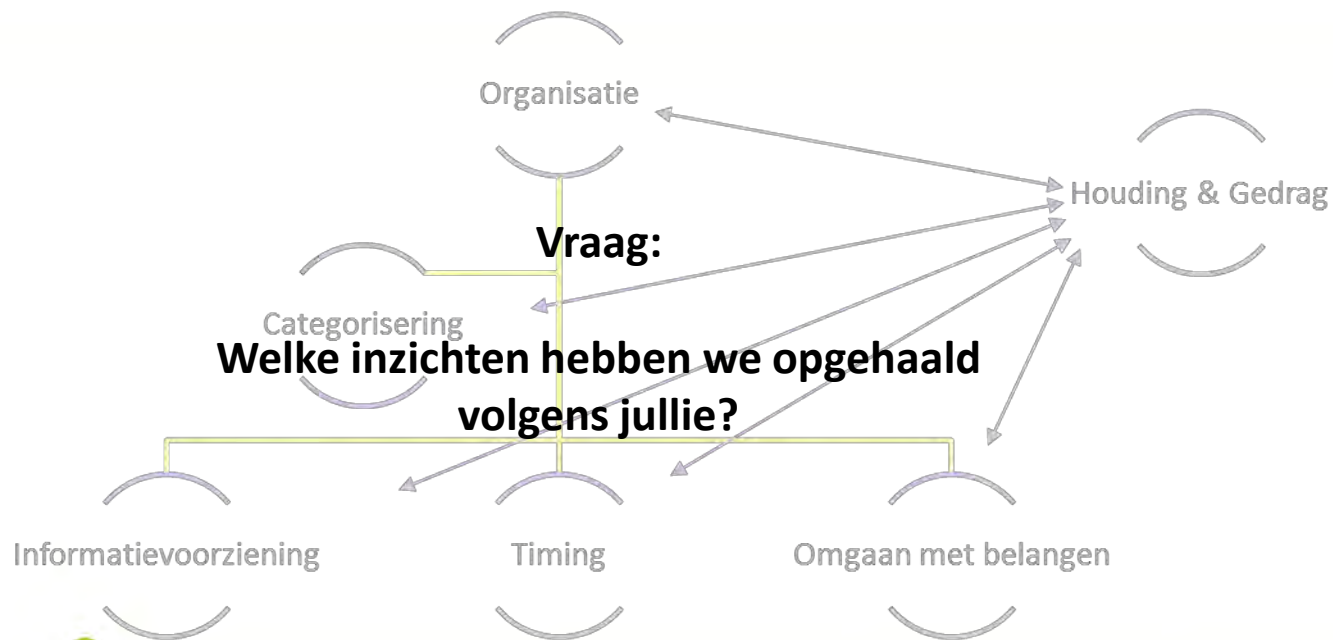 Organisatie
Houding & Gedrag
Vraag:
Categorisering
Welke inzichten hebben we opgehaald
volgens jullie?
Informatievoorziening
Timing
Omgaan met belangen